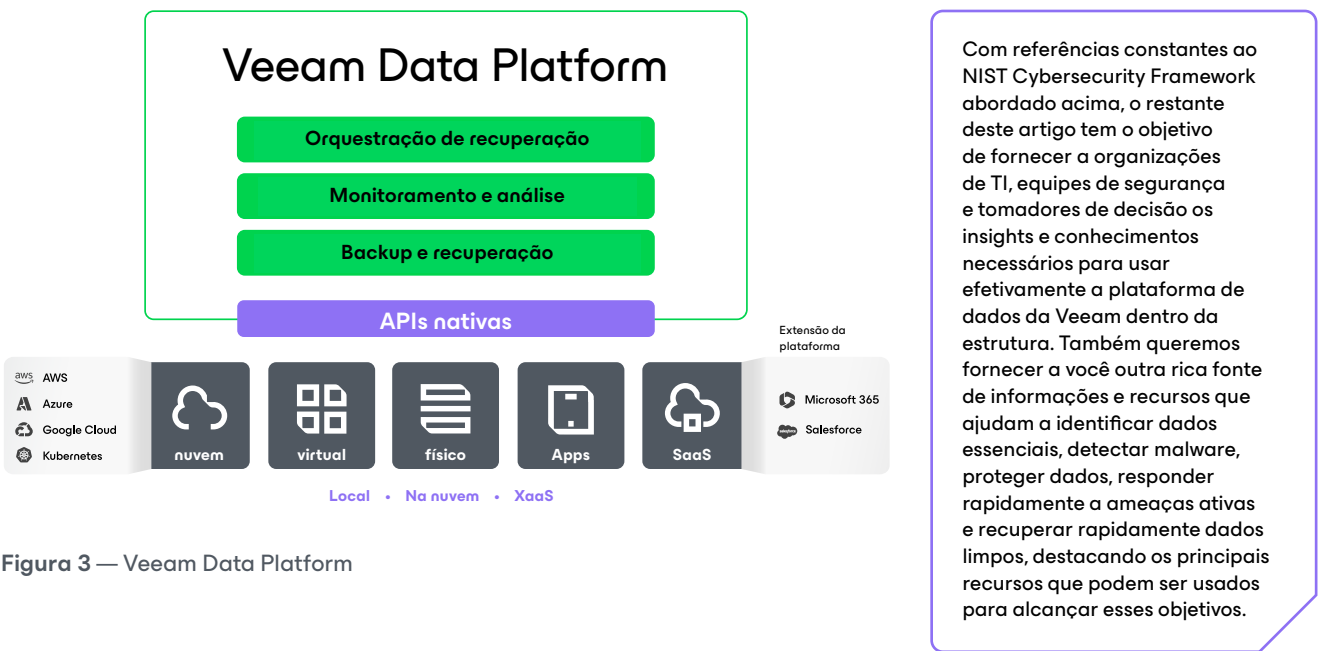 Veeam Data Platform
Orquestração de recuperação
Monitoramento e análise
Backup e recuperação
APIs nativas
Extensão da
plataforma
aws AWS
Azure
Google Cloud
Kubernetes
nuvem
virtual
físico
Apps
SaaS
Microsoft 365
salesforce Salesforce
Local • Na nuvem • XaaS
Figura 3 — Veeam Data Platform
Com referências constantes ao
NIST Cybersecurity Framework
abordado acima, o restante
deste artigo tem o objetivo
de fornecer a organizações
de TI, equipes de segurança
e tomadores de decisão os
insights e conhecimentos
necessários para usar
efetivamente a plataforma de
dados da Veeam dentro da
estrutura. Também queremos
fornecer a você outra rica fonte
de informações e recursos que
ajudam a identificar dados
essenciais, detectar malware,
proteger dados, responder
rapidamente a ameaças ativas
e recuperar rapidamente dados
limpos, destacando os principais
recursos que podem ser usados
para alcançar esses objetivos.